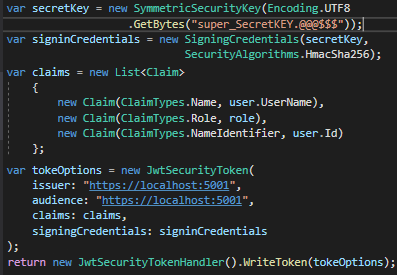 var secretKey = new SymmetricSecurityKey(Encoding.UTF8
.GetBytes("super_SecretKEY.@@@$$$"));
var signinCredentials = new SigningCredentials(secretKey,
SecurityAlgorithms.HmacSha256);
var claims = new List<Claim>
{
new Claim(ClaimTypes.Name, user.UserName),
new Claim(ClaimTypes.Role, role),
new Claim(ClaimTypes.NameIdentifier, user.Id)
};
var tokeOptions = new JwtSecurityToken(
issuer: "https://localhost:5001",
audience: "https://localhost:5001",
claims: claims,
signingCredentials: signinCredentials
);
return new JwtSecurityTokenHandler().WriteToken(tokeOptions);